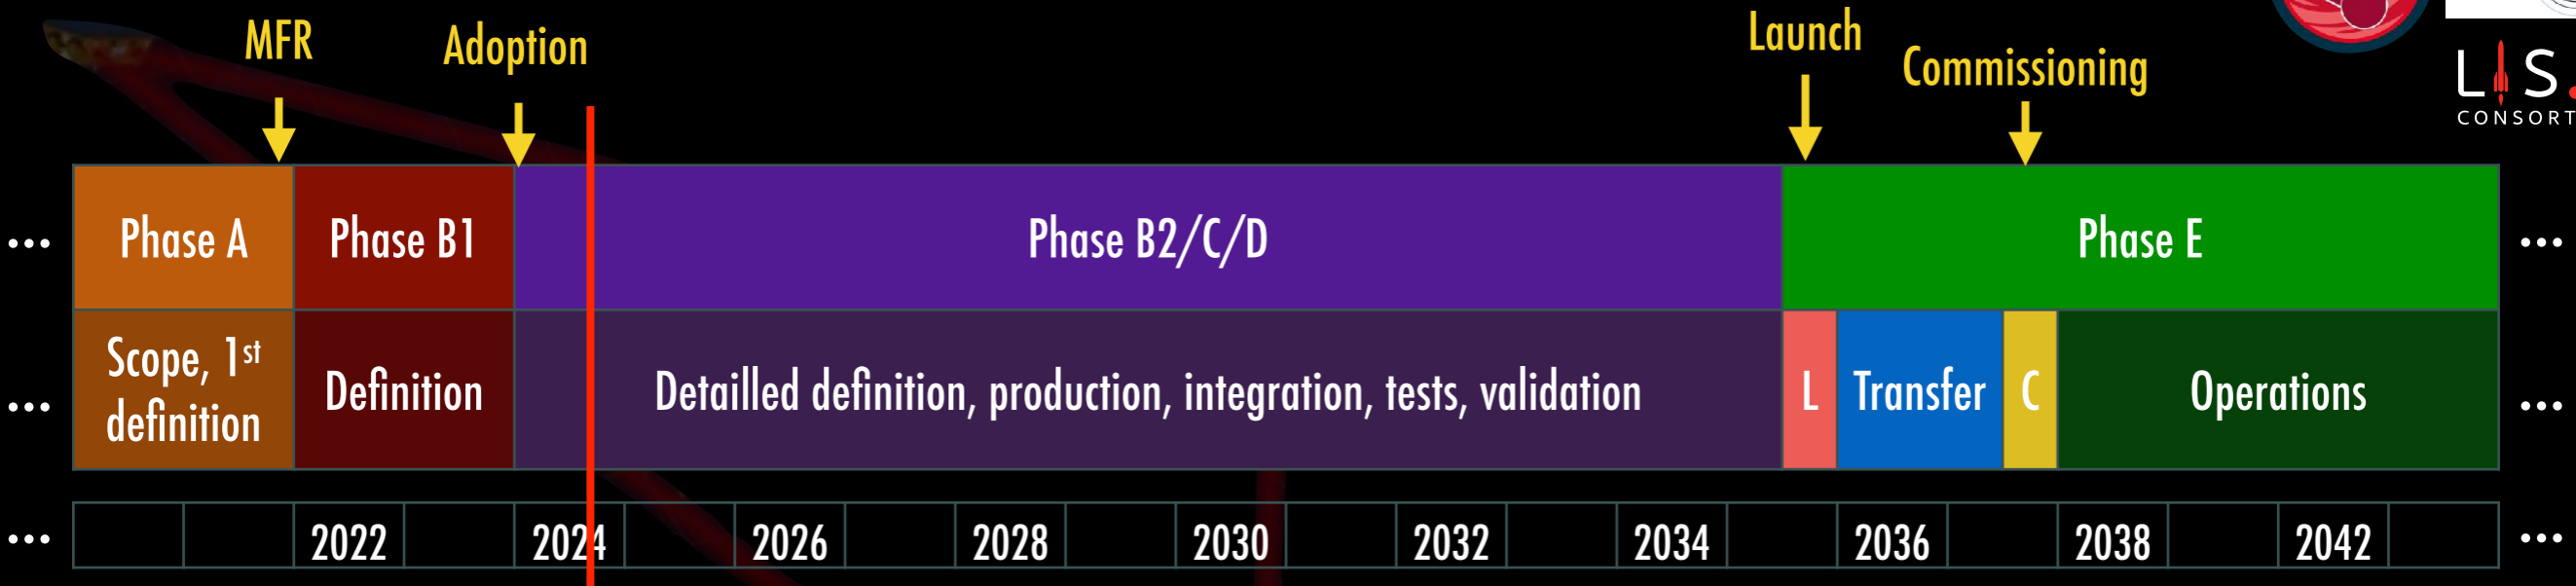 MFR
Adoption
Launch
Commissioning
LIS
CONSORT
... Phase A Phase B1 Phase B2/C/D Phase E ...
... Scope, 1st
definition
Definition
Detailled definition, production, integration, tests, validation
L
Transfer
C
Operations ...
... 2022 2024 2026 2028 2030 2032 2034 2036 2038 2042 ...